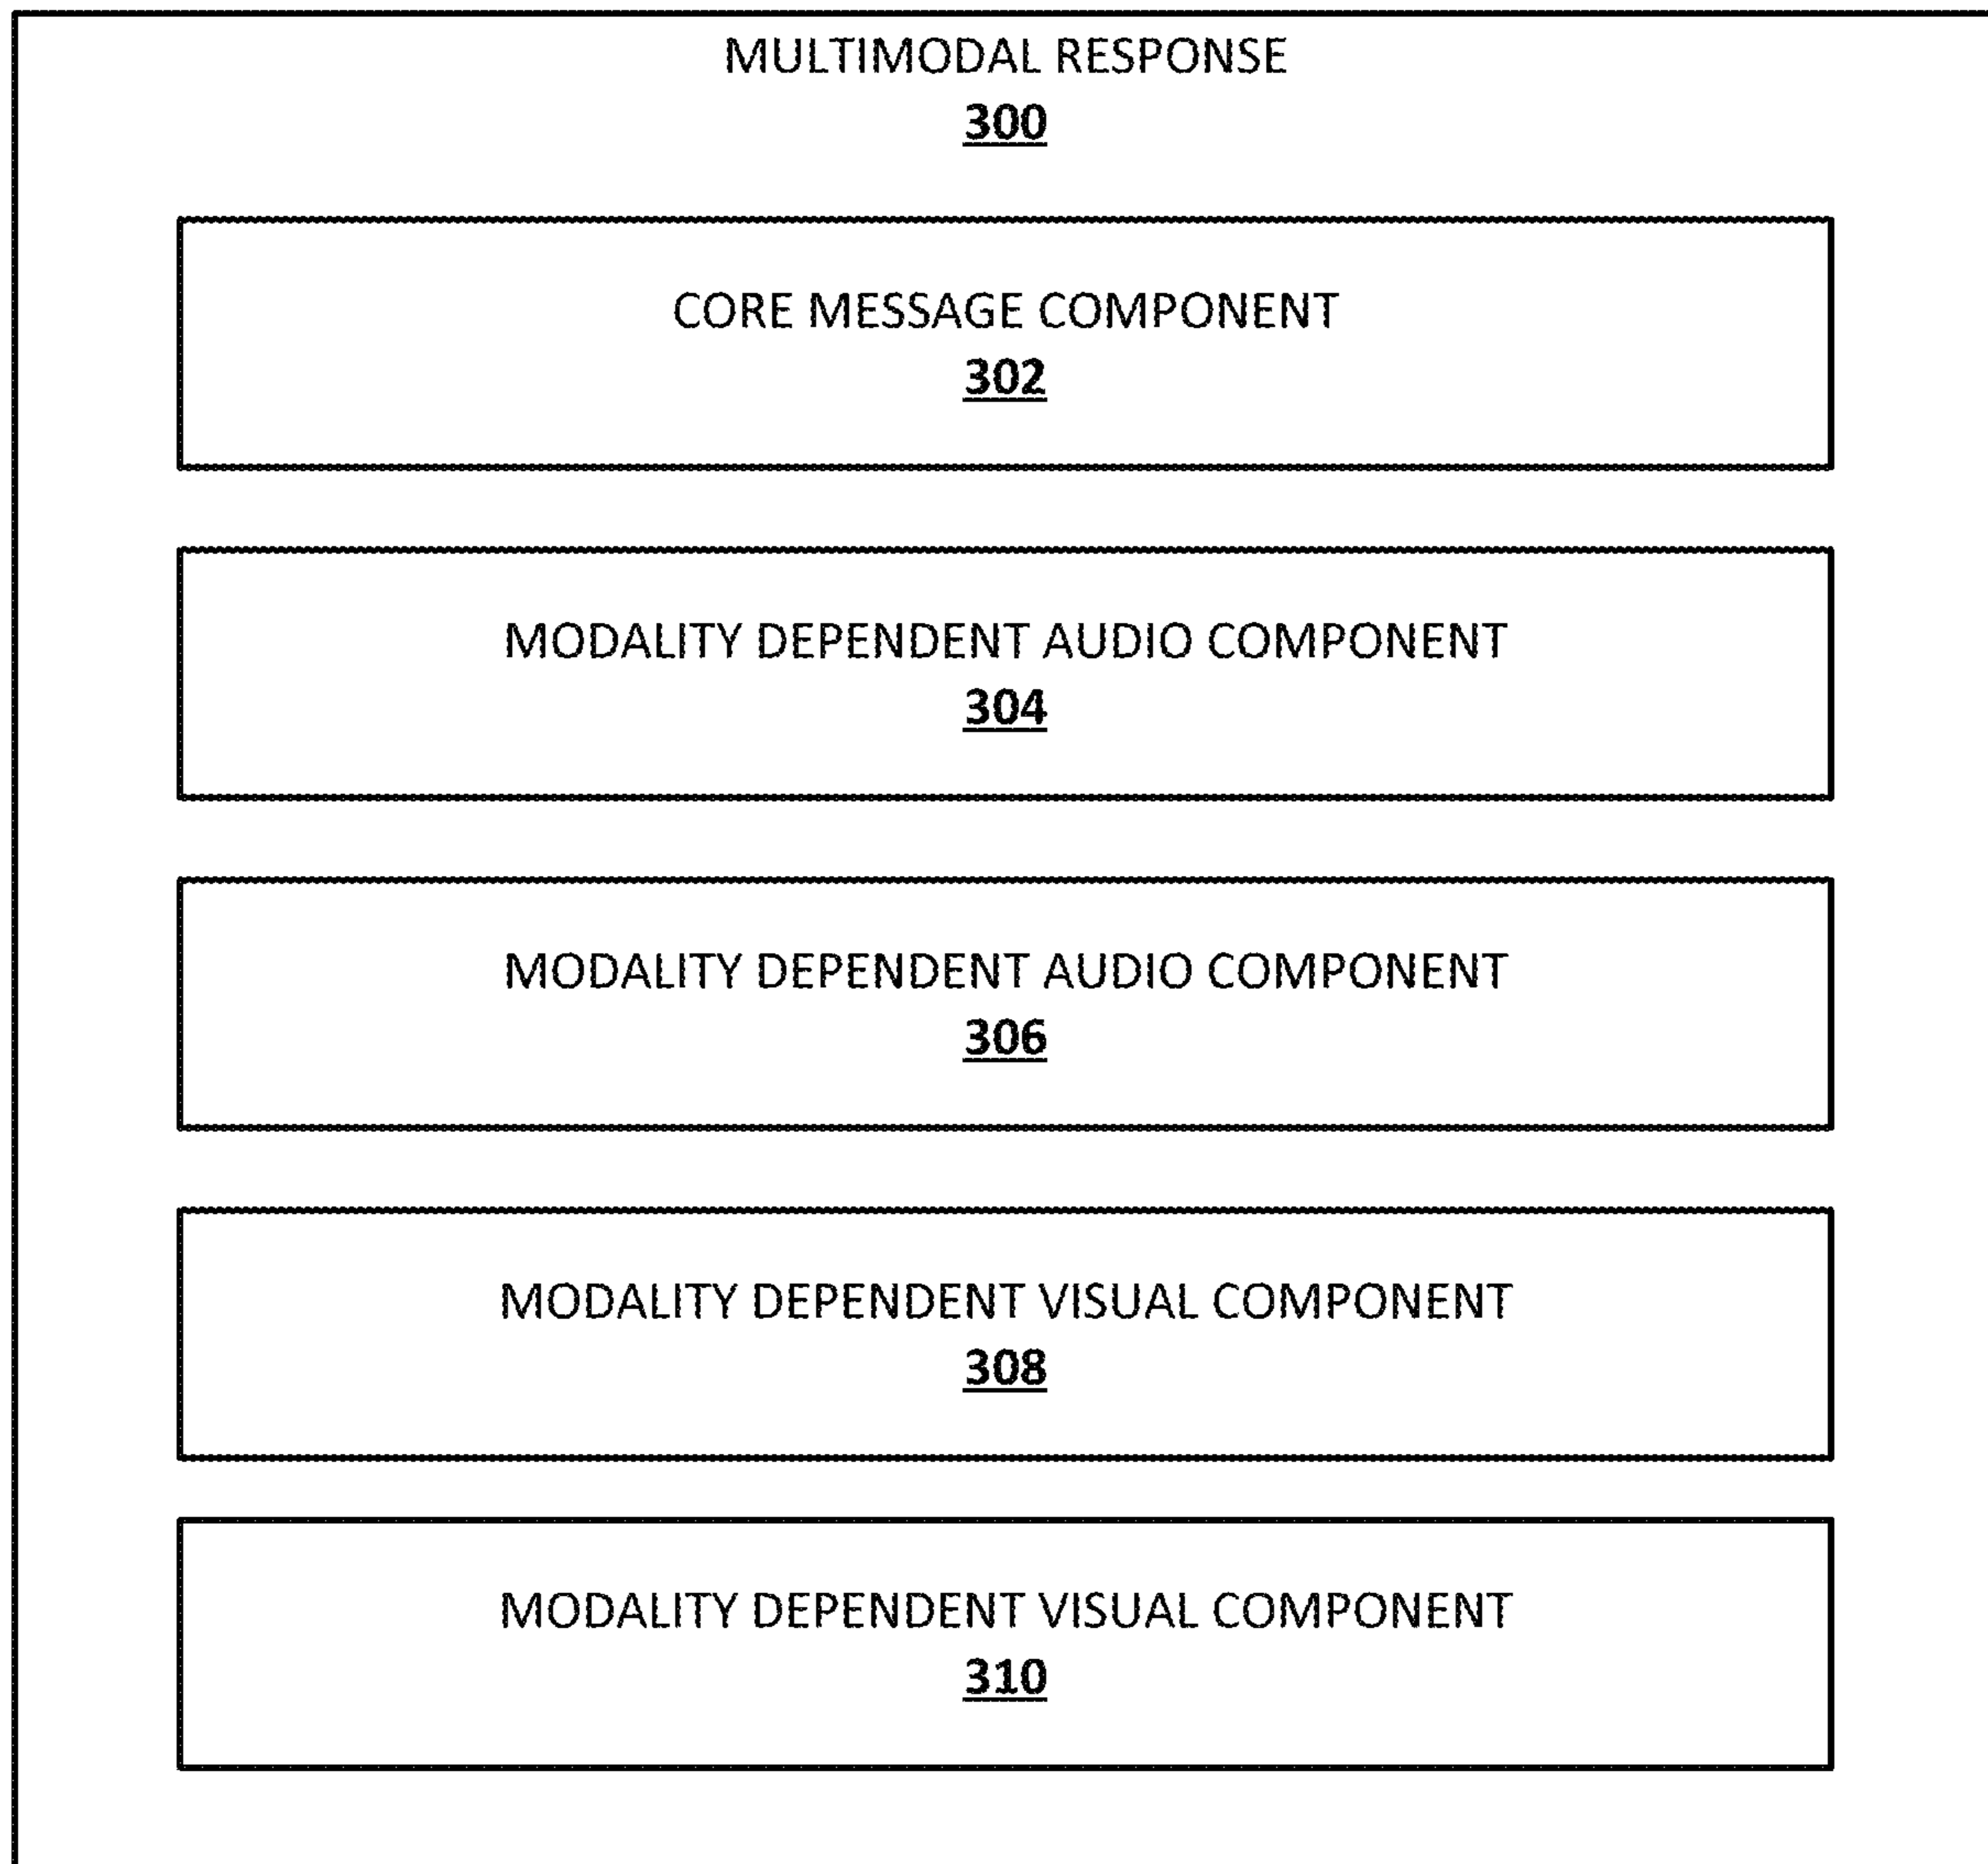 MULTIMODAL RESPONSE
300
CORE MESSAGE COMPONENT
302
MODALITY DEPENDENT AUDIO COMPONENT
304
MODALITY DEPENDENT AUDIO COMPONENT
306
MODALITY DEPENDENT VISUAL COMPONENT
308
MODALITY DEPENDENT VISUAL COMPONENT
310